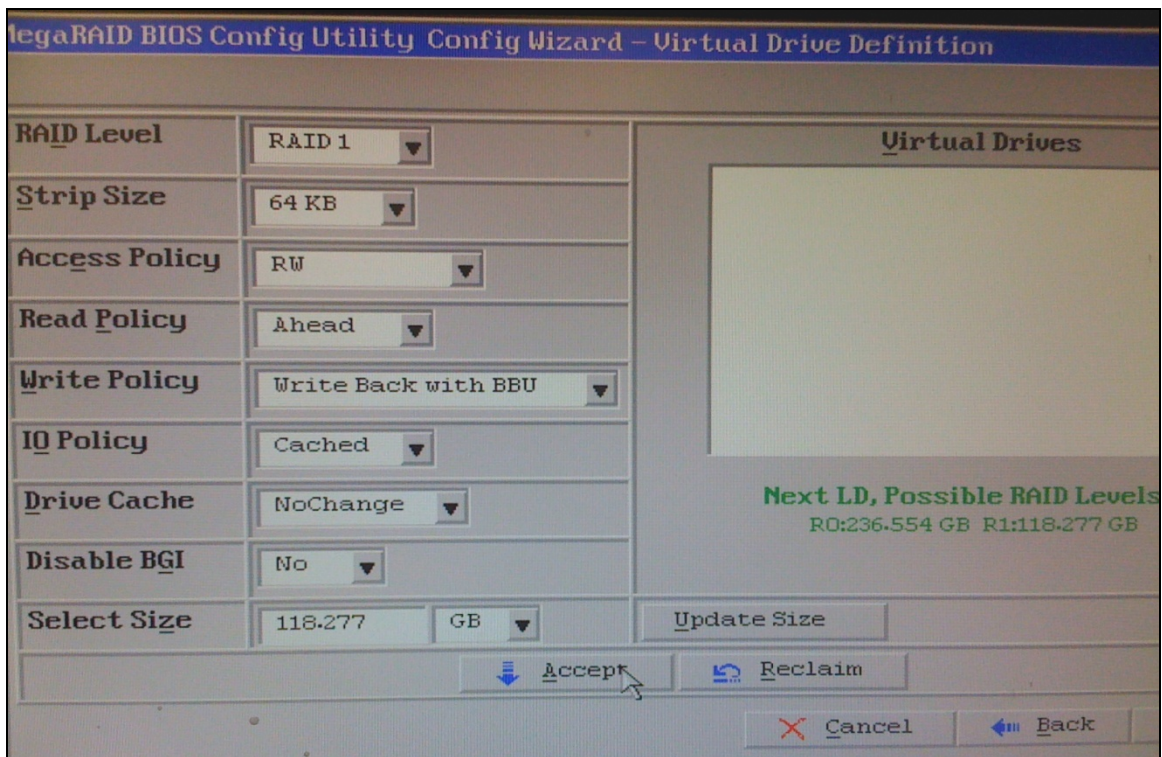 MegaRAID BIOS Config Utility Config Wizard – Virtual Drive Definition
RAID Level RAID 1
Strip Size 64 KB
Access Policy RW
Read Policy Ahead
Write Policy Write Back with BBU
IO Policy Cached
Drive Cache NoChange
Disable BGI No
Select Size 118.277 GB
Virtual Drives
Next LD, Possible RAID Levels
R0:236.554 GB R1:118.277 GB
Update Size
Accept Reclaim
Cancel Back